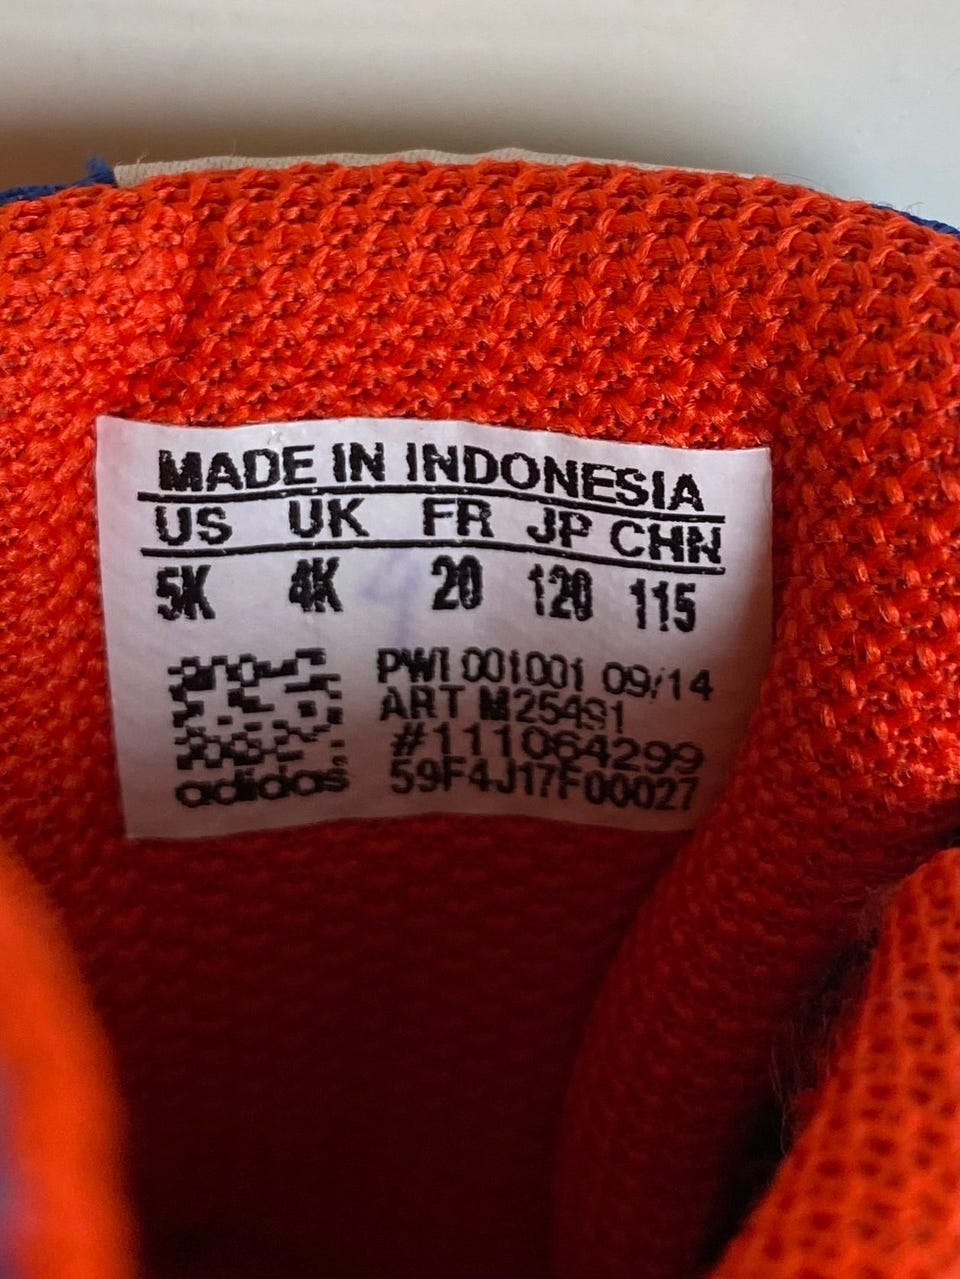 MADE IN INDONESIA
US UK FR JP CHN
5K 4K 20 120 115
PWI 001001 09/14
ART M25491
#111064299
59F4J17F00027
adidas